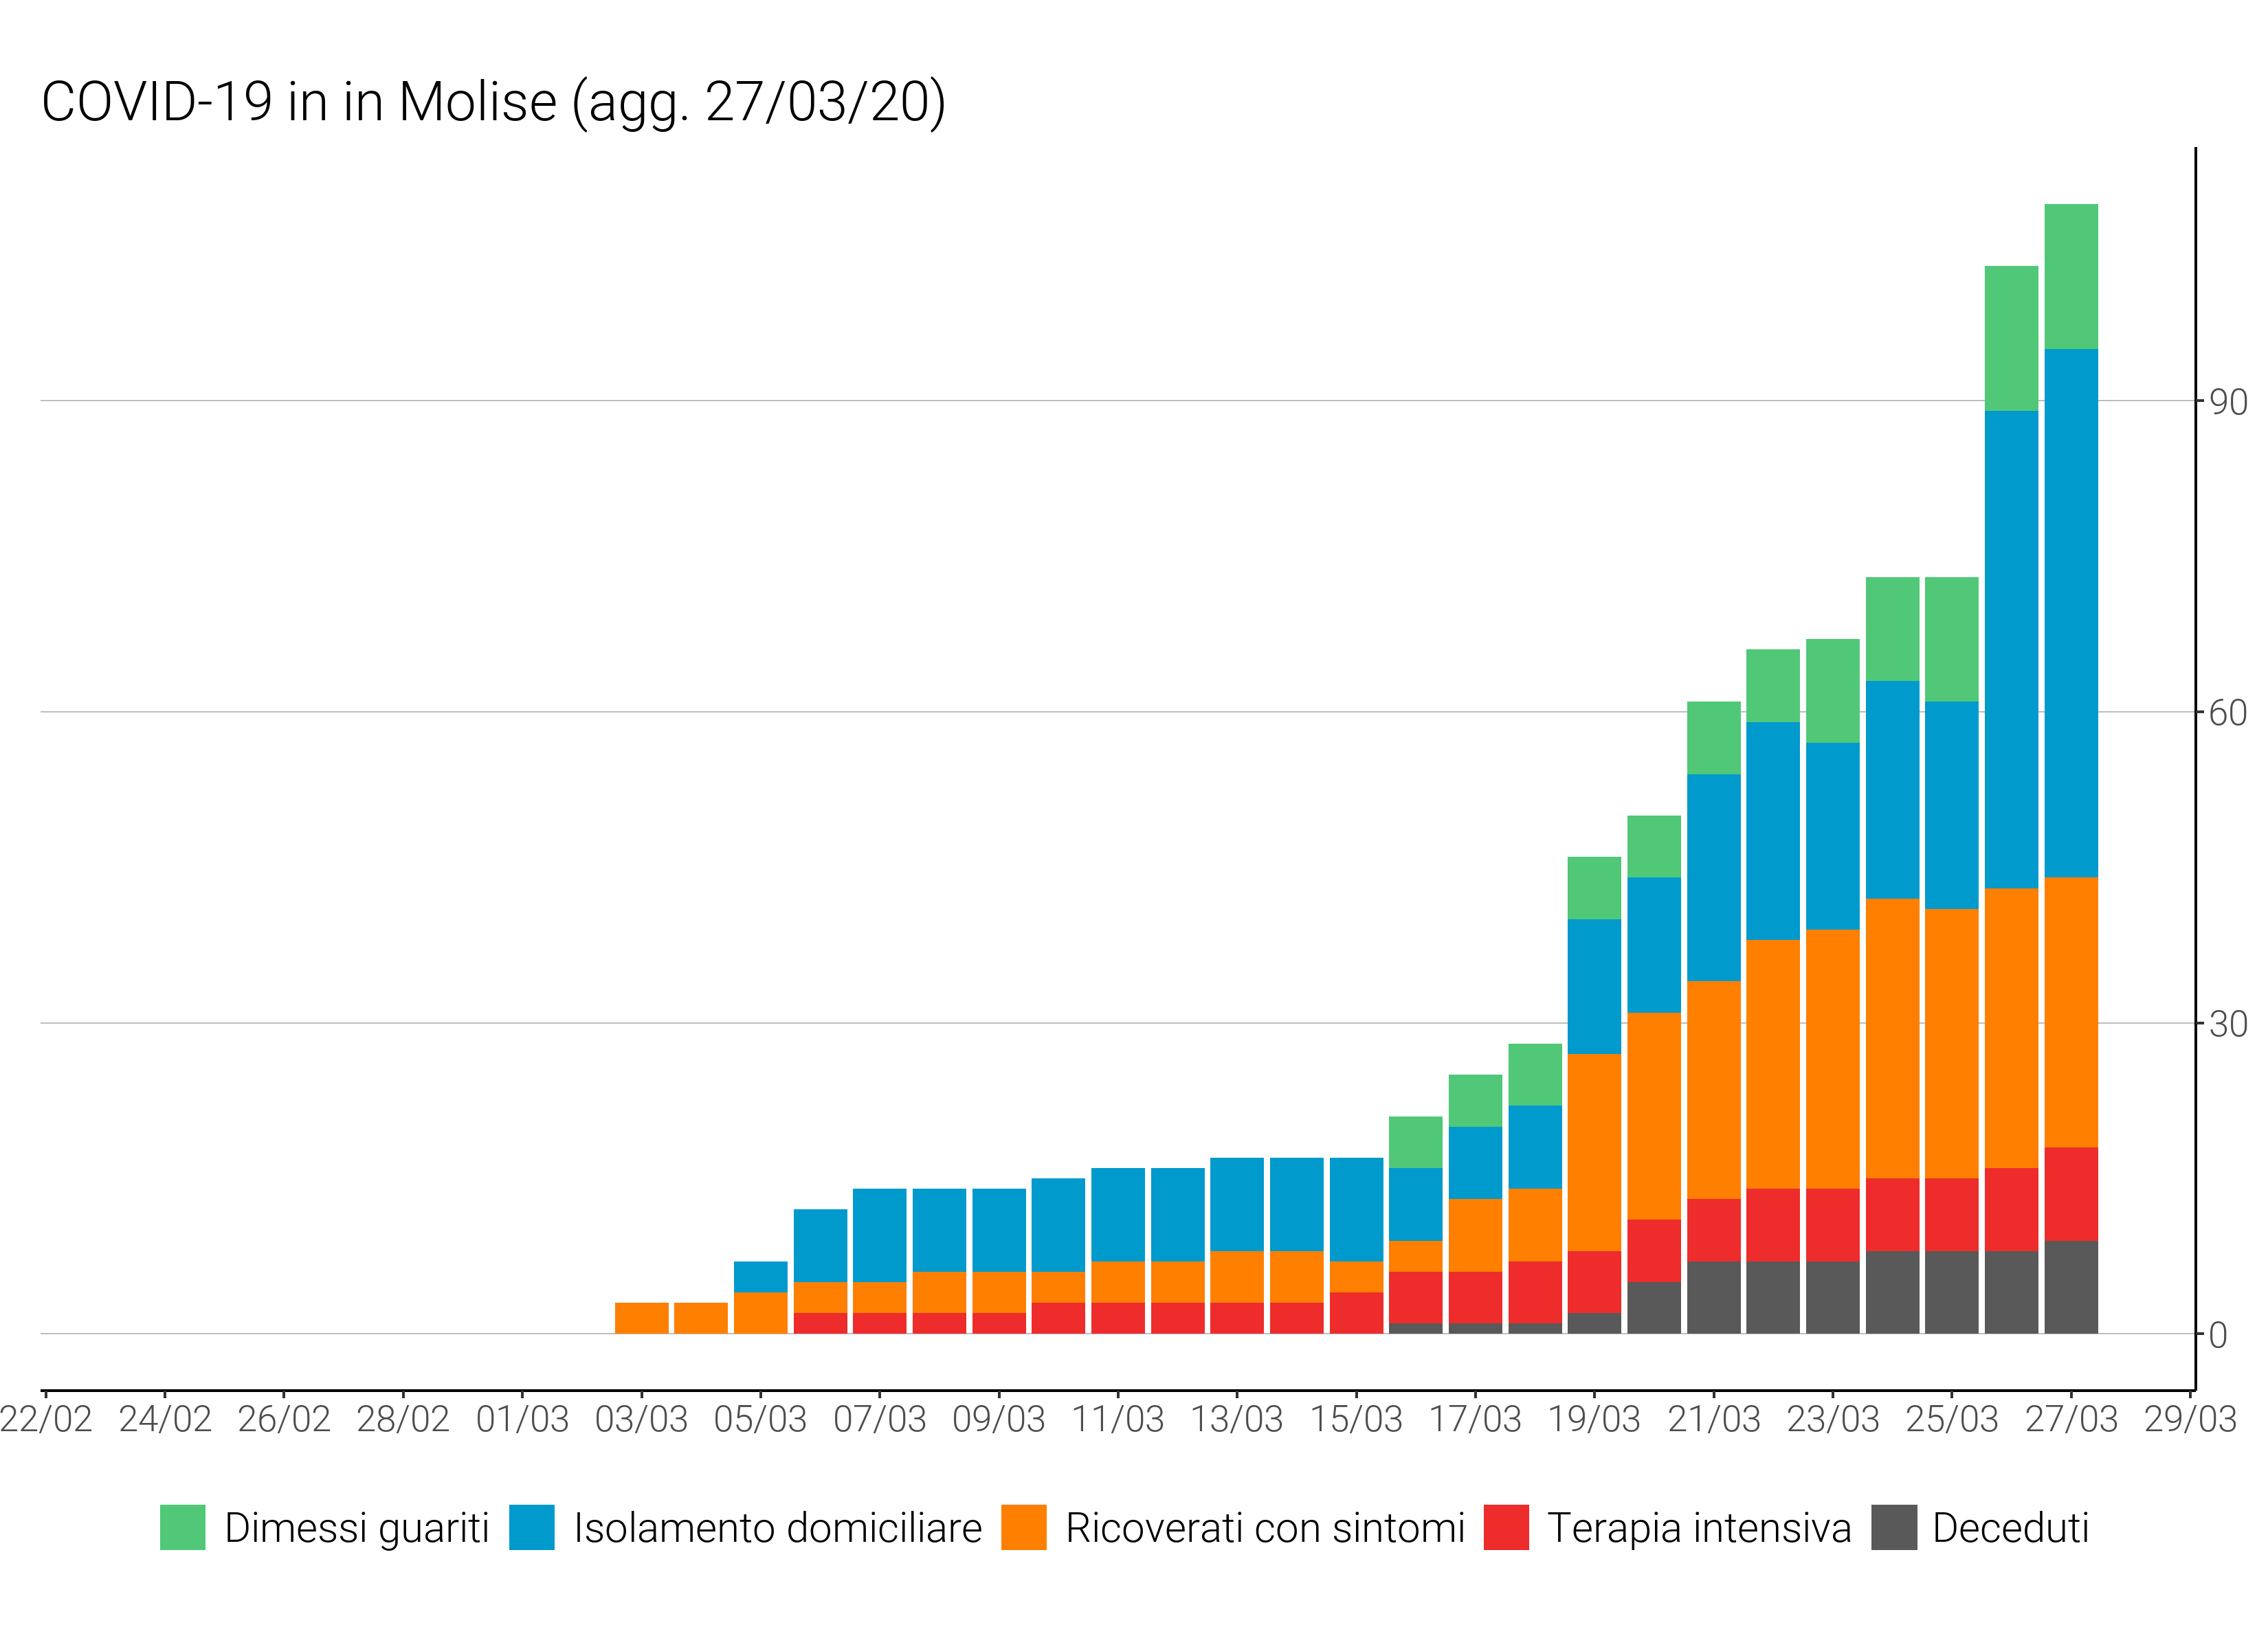 COVID-19 in in Molise (agg. 27/03/20)
90
60
30
0
22/02 24/02 26/02 28/02 01/03 03/03 05/03 07/03 09/03 11/03 13/03 15/03 17/03 19/03 21/03 23/03 25/03 27/03 29/03
Dimessi guariti Isolamento domiciliare Ricoverati con sintomi Terapia intensiva Deceduti